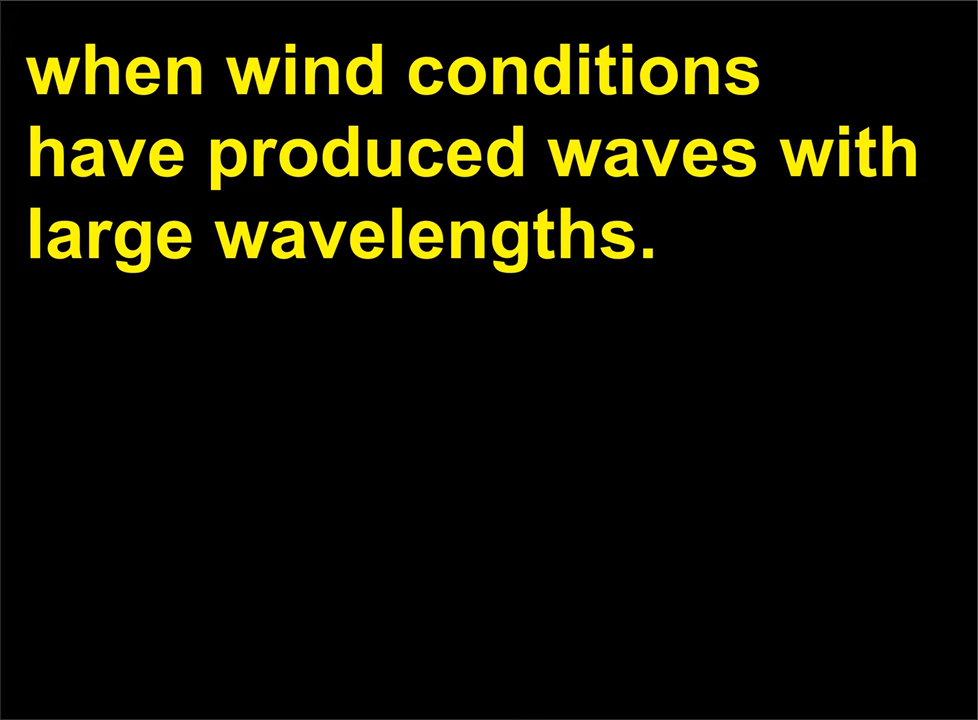 when wind conditions
have produced waves with
large wavelengths.